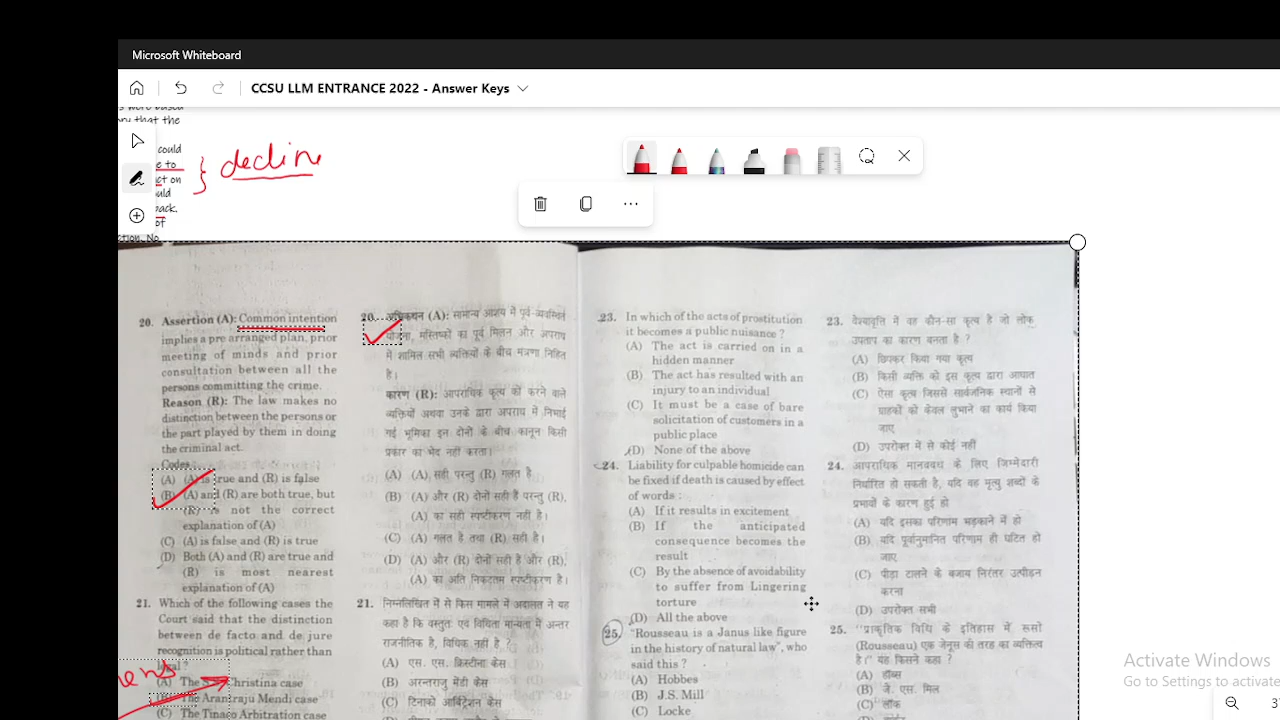 Microsoft Whiteboard
CCSU LLM ENTRANCE 2022 - Answer Keys
that the
could
e to
on
uld
back.
of
ction. No
decline
20. Assertion (A): Common intention
implies a pre arranged plan, prior
meeting of minds and prior
consultation between all the
persons committing the crime.
Reason (R): The law makes no
distinction between the persons or
the part played by them in doing
the criminal act.
Codes:
(A) (A) is true and (R) is false
(B) (A) and (R) are both true, but
(R) is not the correct
explanation of (A)
(C) (A) is false and (R) is true
(D) Both (A) and (R) are true and
(R) is most nearest
explanation of (A)
21. Which of the following cases the
Court said that the distinction
between de facto and de jure
recognition is political rather than
legal ?
(A) The Christina case
(B) The Arantraju Mendi case
(C) The Tinaco Arbitration case
20. अधिकथन (A): सामान्य आशय में पूर्व-व्यवस्थित
योजना, मस्तिष्कों का पूर्व मिलन और अपराध
में शामिल सभी व्यक्तियों के बीच मंत्रणा निहित
है।
कारण (R): आपराधिक कृत्य को करने वाले
व्यक्तियों अथवा उनके द्वारा अपराध में निभाई
गई भूमिका इन दोनों के बीच कानून किसी
प्रकार का भेद नहीं करता।
(A) (A) सही परन्तु (R) गलत है
(B) (A) और (R) दोनों सही हैं परन्तु (R),
(A) का सही स्पष्टीकरण नहीं है।
(C) (A) गलत है तथा (R) सही है।
(D) (A) और (R) दोनों सही है और (R),
(A) का अति निकटतम स्पष्टीकरण है।
21. निम्नलिखित में से किस मामले में अदालत ने यह
कहा है कि वस्तुतः एवं विधितः मान्यता में अन्तर
राजनीतिक है, विधिक नहीं है ?
(A) एस. एस. क्रिस्टीना केस
(B) अरन्तराजु मेंडी केस
(C) टिनाको आर्बिट्रेशन केस
23. In which of the acts of prostitution
it becomes a public nuisance ?
(A) The act is carried on in a
hidden manner
(B) The act has resulted with an
injury to an individual
(C) It must be a case of bare
solicitation of customers in a
public place
(D) None of the above
24. Liability for culpable homicide can
be fixed if death is caused by effect
of words :
(A) If it results in excitement
(B) If the anticipated
consequence becomes the
result
(C) By the absence of avoidability
to suffer from Lingering
torture
(D) All the above
25. "Rousseau is a Janus like figure
in the history of natural law", who
said this ?
(A) Hobbes
(B) J.S. Mill
(C) Locke
23. वेश्यावृत्ति में वह कौन-सा कृत्य है जो लोक
उपताप का कारण बनता है ?
(A) छिपकर किया गया कृत्य
(B) किसी व्यक्ति को इस कृत्य द्वारा आघात
(C) ऐसा कृत्य जिससे सार्वजनिक स्थानों से
ग्राहकों को केवल लुभाने का कार्य किया
जाए
(D) उपरोक्त में से कोई नहीं
24. आपराधिक मानववध के लिए जिम्मेदारी
निर्धारित हो सकती है, यदि वह मृत्यु शब्दों के
प्रभावों के कारण हुई हो
(A) यदि इसका परिणाम भड़काने में हो
(B) यदि पूर्वानुमानित परिणाम ही घटित हो
जाए
(C) पीड़ा टालने के बजाय निरंतर उत्पीड़न
करना
(D) उपरोक्त सभी
25. "प्राकृतिक विधि के इतिहास में रूसो
(Rousseau) एक जेनूस की तरह का व्यक्तित्व
है।" यह किसने कहा ?
(A) हॉब्स
(B) जे. एस. मिल
(C) लॉक
Activate Windows
Go to Settings to activate